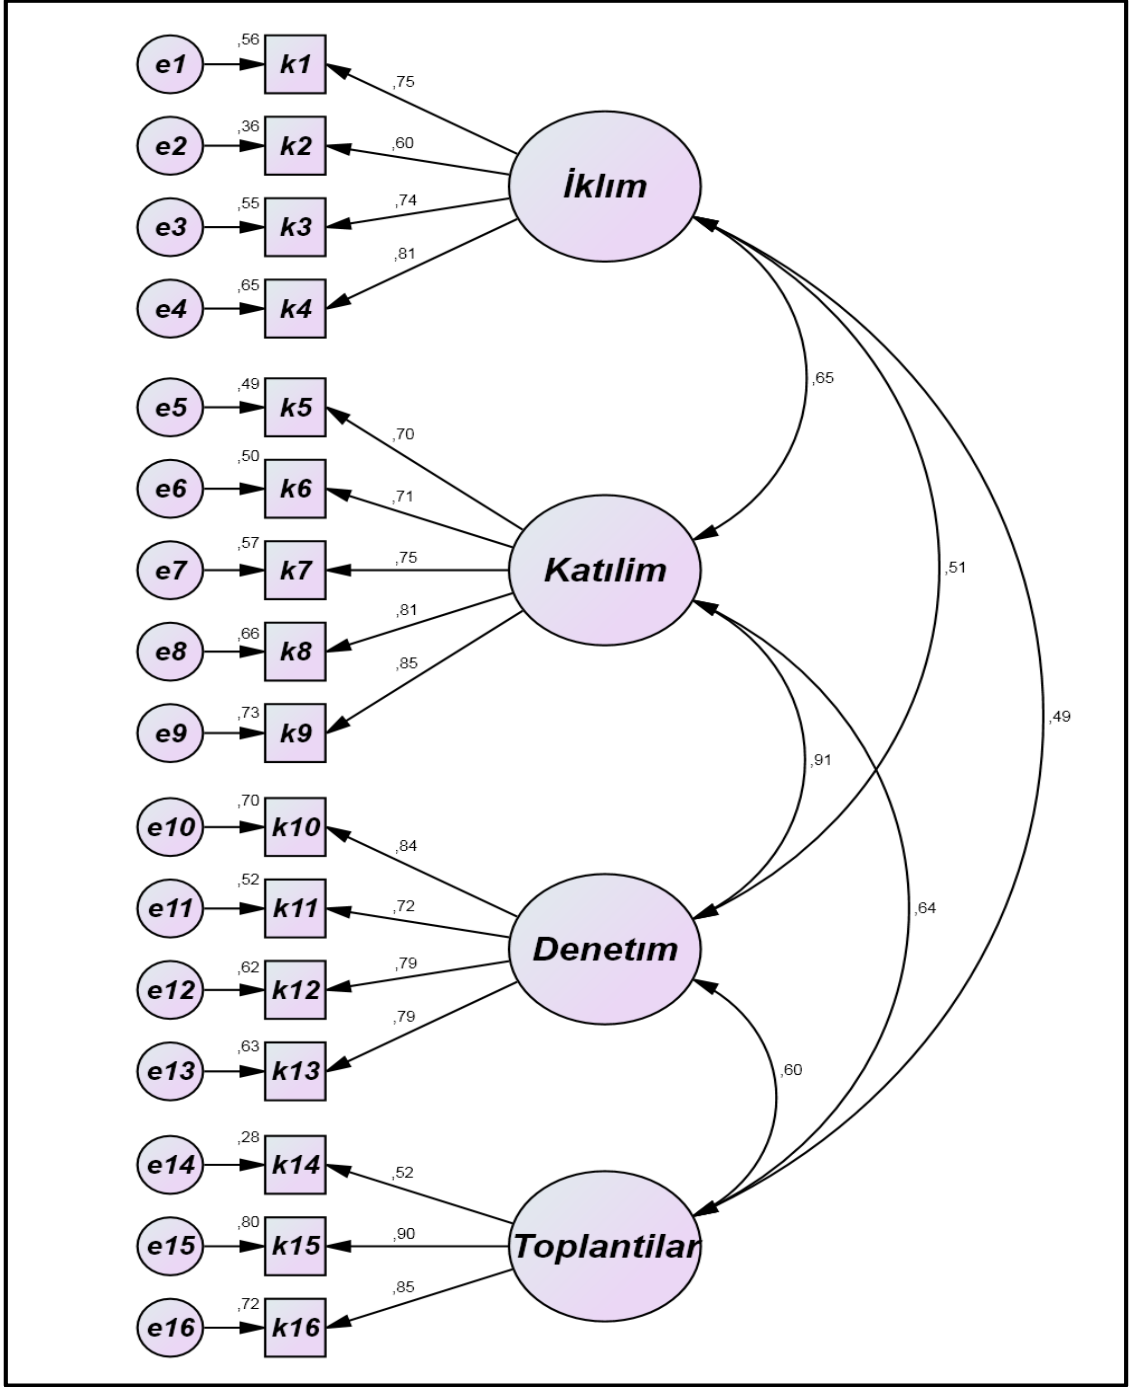 ,56
e1
k1
,75
,36
e2
k2
,60
İklım
,55
e3
k3
,74
,65
e4
k4
,81
,65
,49
e5
k5
,70
,50
e6
k6
,71
,57
e7
k7
,75
Katılim
,51
,66
e8
k8
,81
,73
e9
k9
,85
,49
,91
,70
e10
k10
,84
,52
e11
k11
,72
,64
,62
e12
k12
,79
Denetım
,63
e13
k13
,79
,60
,28
e14
k14
,52
,80
e15
k15
,90
Toplantilar
,72
e16
k16
,85